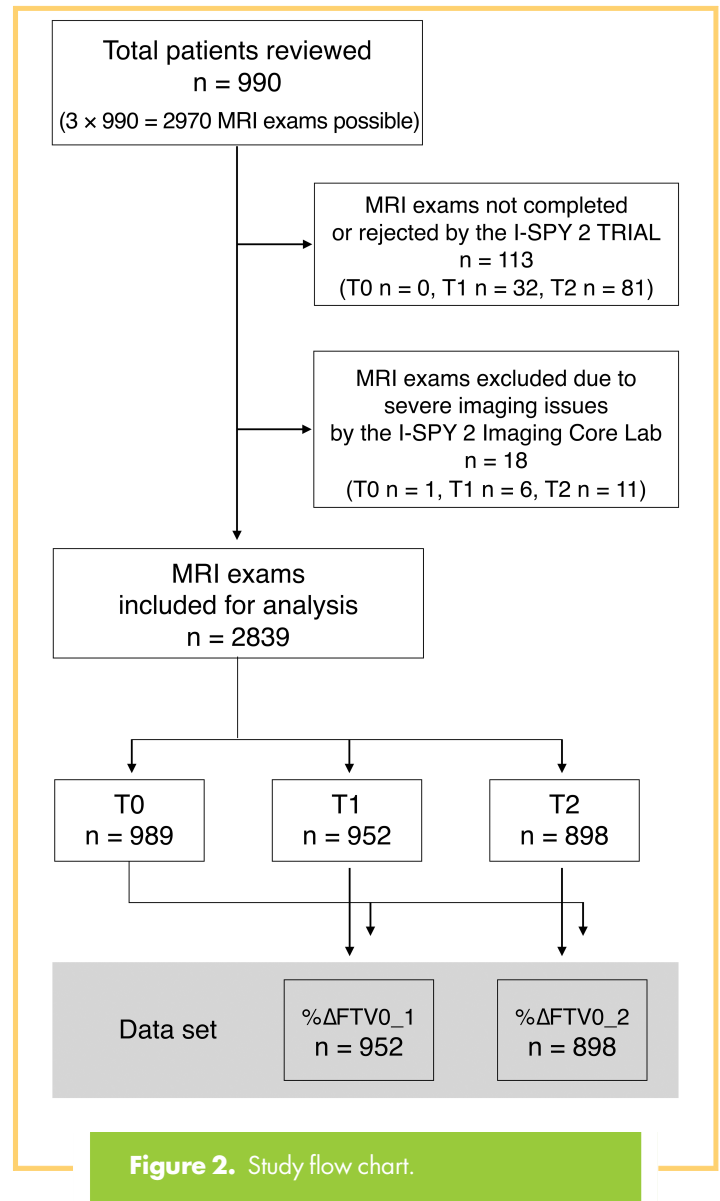 Total patients reviewed
n = 990
(3 × 990 = 2970 MRI exams possible)
MRI exams not completed
or rejected by the I-SPY 2 TRIAL
n = 113
(T0 n = 0, T1 n = 32, T2 n = 81)
MRI exams excluded due to
severe imaging issues
by the I-SPY 2 Imaging Core Lab
n = 18
(T0 n = 1, T1 n = 6, T2 n = 11)
MRI exams
included for analysis
n = 2839
T0
n = 989
T1
n = 952
T2
n = 898
Data set
%ΔFTV0_1
n = 952
%ΔFTV0_2
n = 898
Figure 2. Study flow chart.